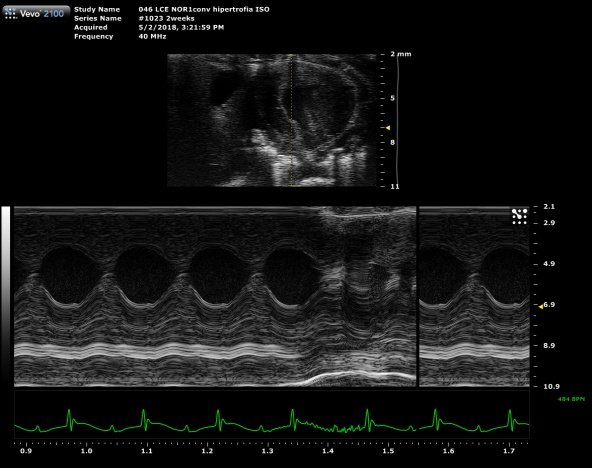 Vevo 2100
Study Name 046 LCE NOR1conv hipertrofia ISO
Series Name #1023 2weeks
Acquired 5/2/2018, 3:21:59 PM
Frequency 40 MHz
2 mm
5
8
11
2.1
2.9
4.9
6.9
8.9
10.9
484 BPM
0.9 1.0 1.1 1.2 1.3 1.4 1.5 1.6 1.7